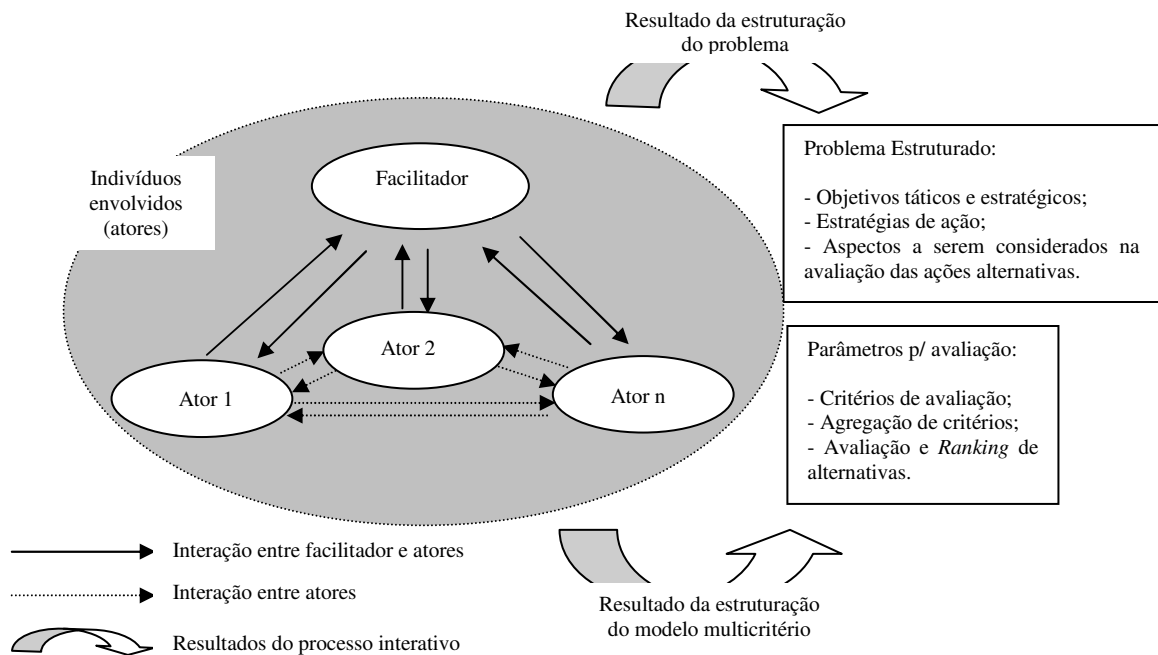 Resultado da estruturação
do problema
Indivíduos
envolvidos
(atores)
Facilitador
Ator 2
Ator 1
Ator n
Problema Estruturado:
- Objetivos táticos e estratégicos;
- Estratégias de ação;
- Aspectos a serem considerados na
avaliação das ações alternativas.
Parâmetros p/ avaliação:
- Critérios de avaliação;
- Agregação de critérios;
- Avaliação e Ranking de
alternativas.
Interação entre facilitador e atores
Interação entre atores
Resultados do processo interativo
Resultado da estruturação
do modelo multicritério